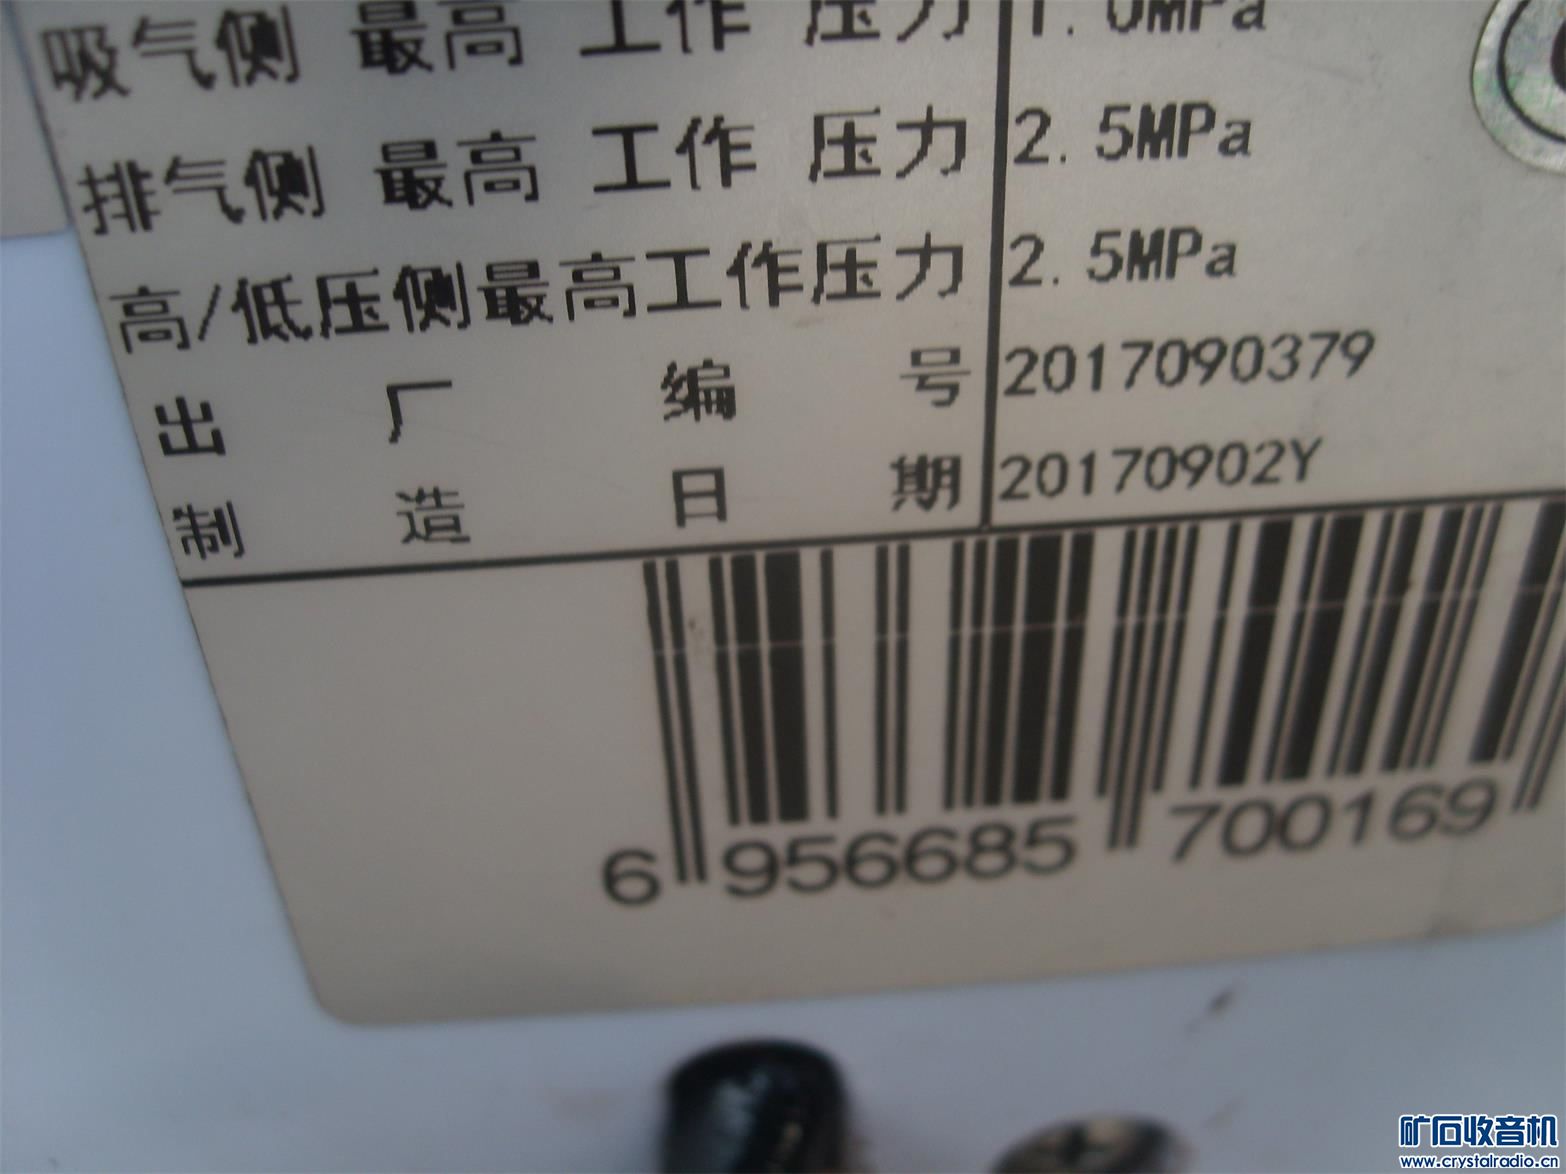 吸气侧 最高 工作 压力 1.0MPa
排气侧 最高 工作 压力 2.5MPa
高/低压侧最高工作压力 2.5MPa
出 厂 编 号 2017090379
制 造 日 期 20170902Y
6 956685 700169
矿石收音机
www.crystalradio.cn